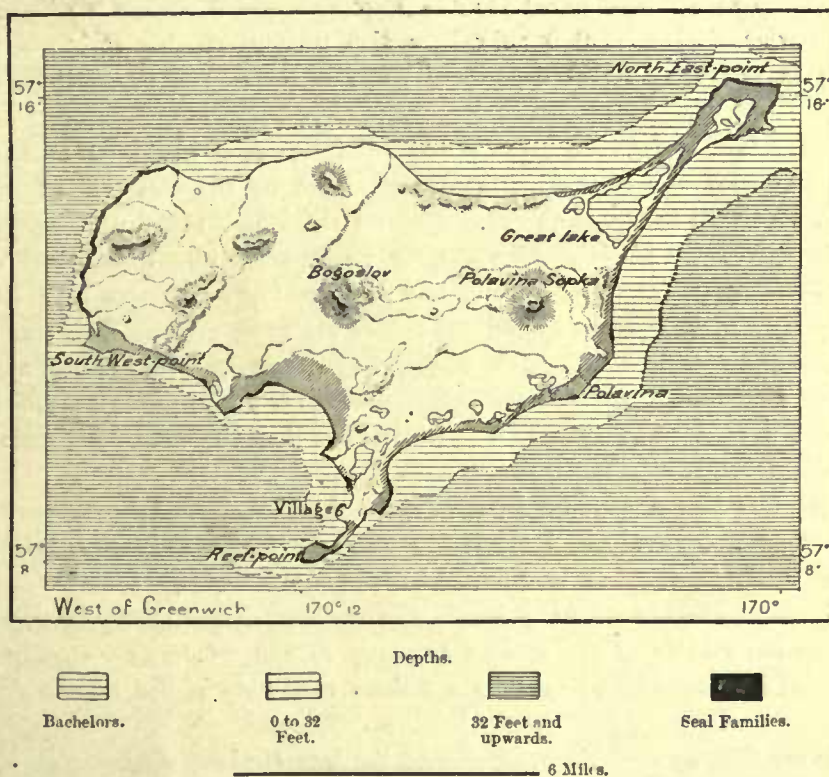 North East-point
57°
16'
57°
16'
Great lake
Bogoslov
Polavina Sopka
South West-point
Polavina
Village
Reef-point
57°
8
57°
8'
West of Greenwich
170° 12
170°
Depths.
Bachelors.
0 to 32
Feet.
32 Feet and
upwards.
Seal Families.
6 Miles.